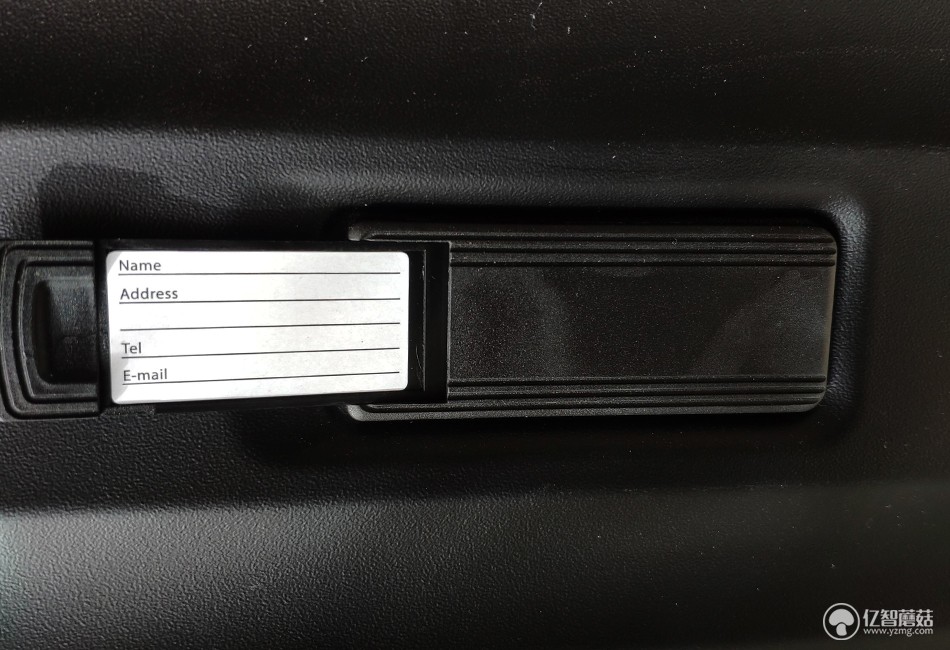 Name
Address
Tel
E-mail
亿智蘑菇
www.yzmg.com